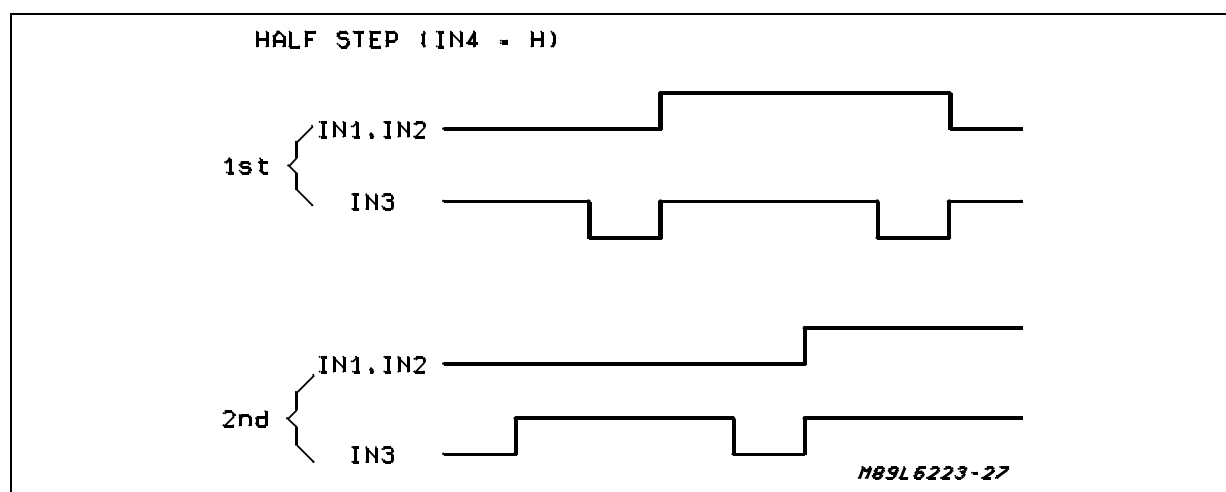 HALF STEP (IN4 = H)
IN1,IN2
1st
IN3
IN1,IN2
2nd
IN3
M89L6223-27